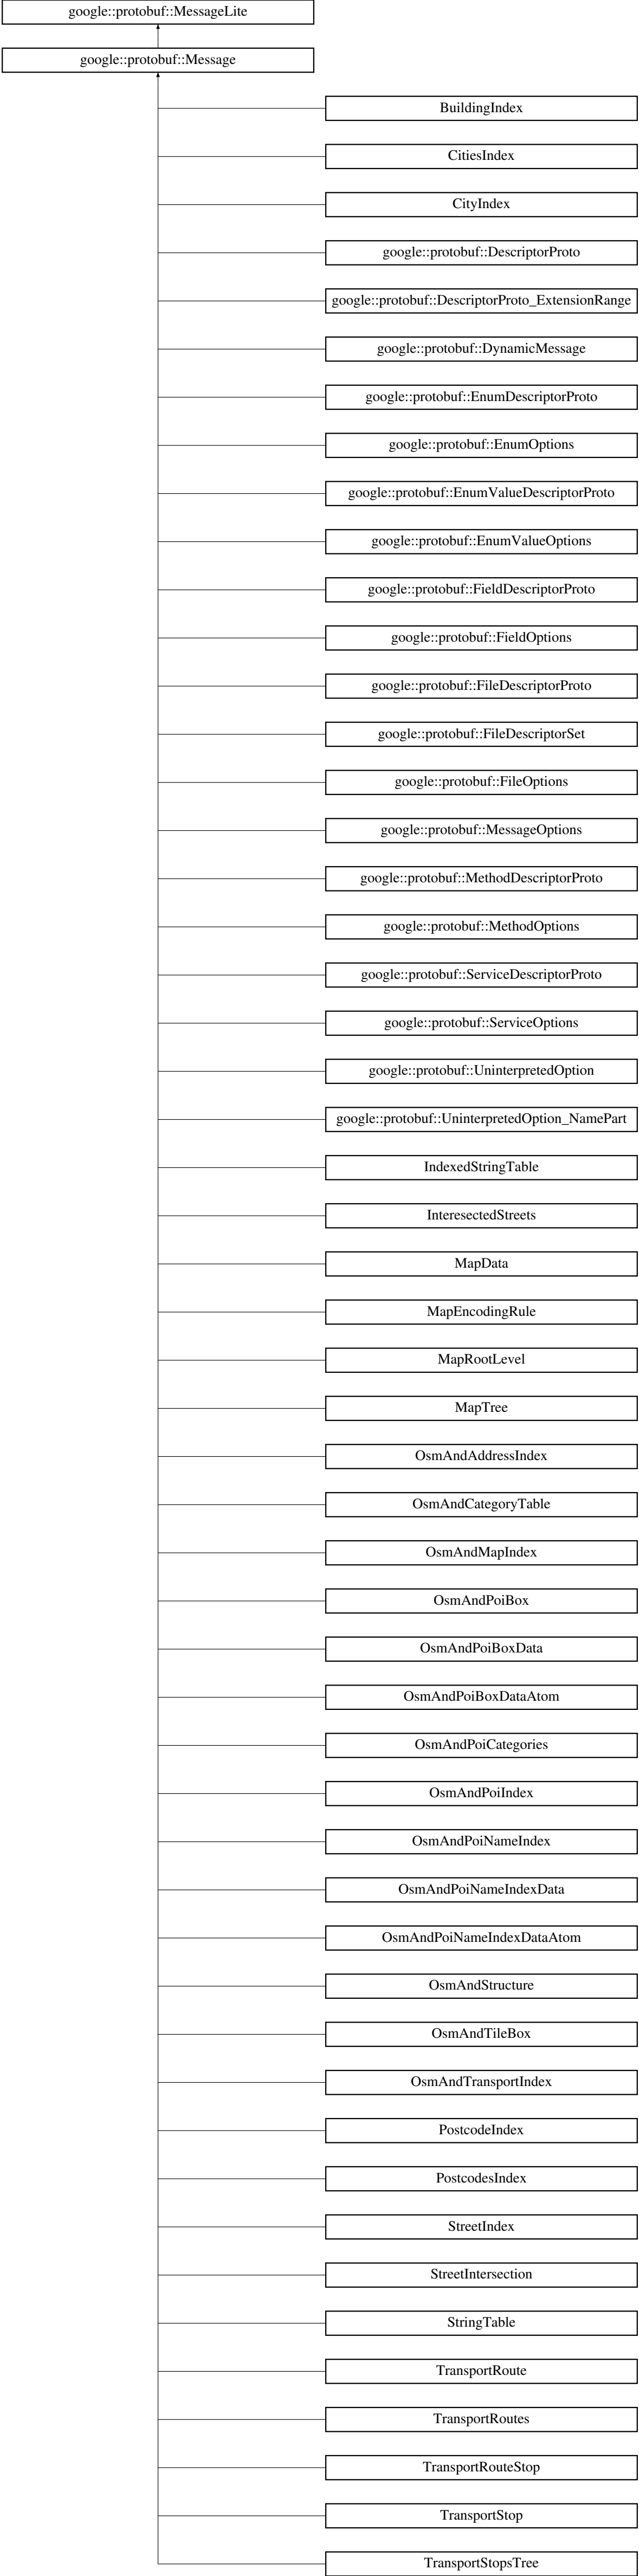 google::protobuf::MessageLite
google::protobuf::Message
BuildingIndex
CitiesIndex
CityIndex
google::protobuf::DescriptorProto
google::protobuf::DescriptorProto_ExtensionRange
google::protobuf::DynamicMessage
google::protobuf::EnumDescriptorProto
google::protobuf::EnumOptions
google::protobuf::EnumValueDescriptorProto
google::protobuf::EnumValueOptions
google::protobuf::FieldDescriptorProto
google::protobuf::FieldOptions
google::protobuf::FileDescriptorProto
google::protobuf::FileDescriptorSet
google::protobuf::FileOptions
google::protobuf::MessageOptions
google::protobuf::MethodDescriptorProto
google::protobuf::MethodOptions
google::protobuf::ServiceDescriptorProto
google::protobuf::ServiceOptions
google::protobuf::UninterpretedOption
google::protobuf::UninterpretedOption_NamePart
IndexedStringTable
InteresectedStreets
MapData
MapEncodingRule
MapRootLevel
MapTree
OsmAndAddressIndex
OsmAndCategoryTable
OsmAndMapIndex
OsmAndPoiBox
OsmAndPoiBoxData
OsmAndPoiBoxDataAtom
OsmAndPoiCategories
OsmAndPoiIndex
OsmAndPoiNameIndex
OsmAndPoiNameIndexData
OsmAndPoiNameIndexDataAtom
OsmAndStructure
OsmAndTileBox
OsmAndTransportIndex
PostcodeIndex
PostcodesIndex
StreetIndex
StreetIntersection
StringTable
TransportRoute
TransportRoutes
TransportRouteStop
TransportStop
TransportStopsTree